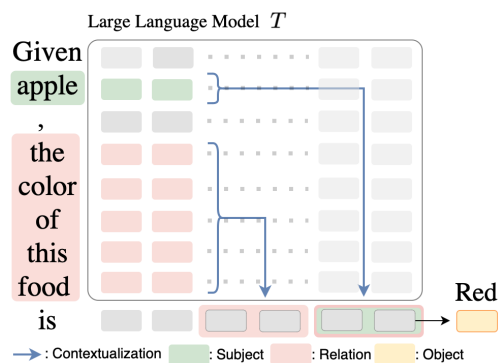 Large Language Model T
Given
apple
,
the
color
of
this
food
is
Red
: Contextualization : Subject : Relation : Object